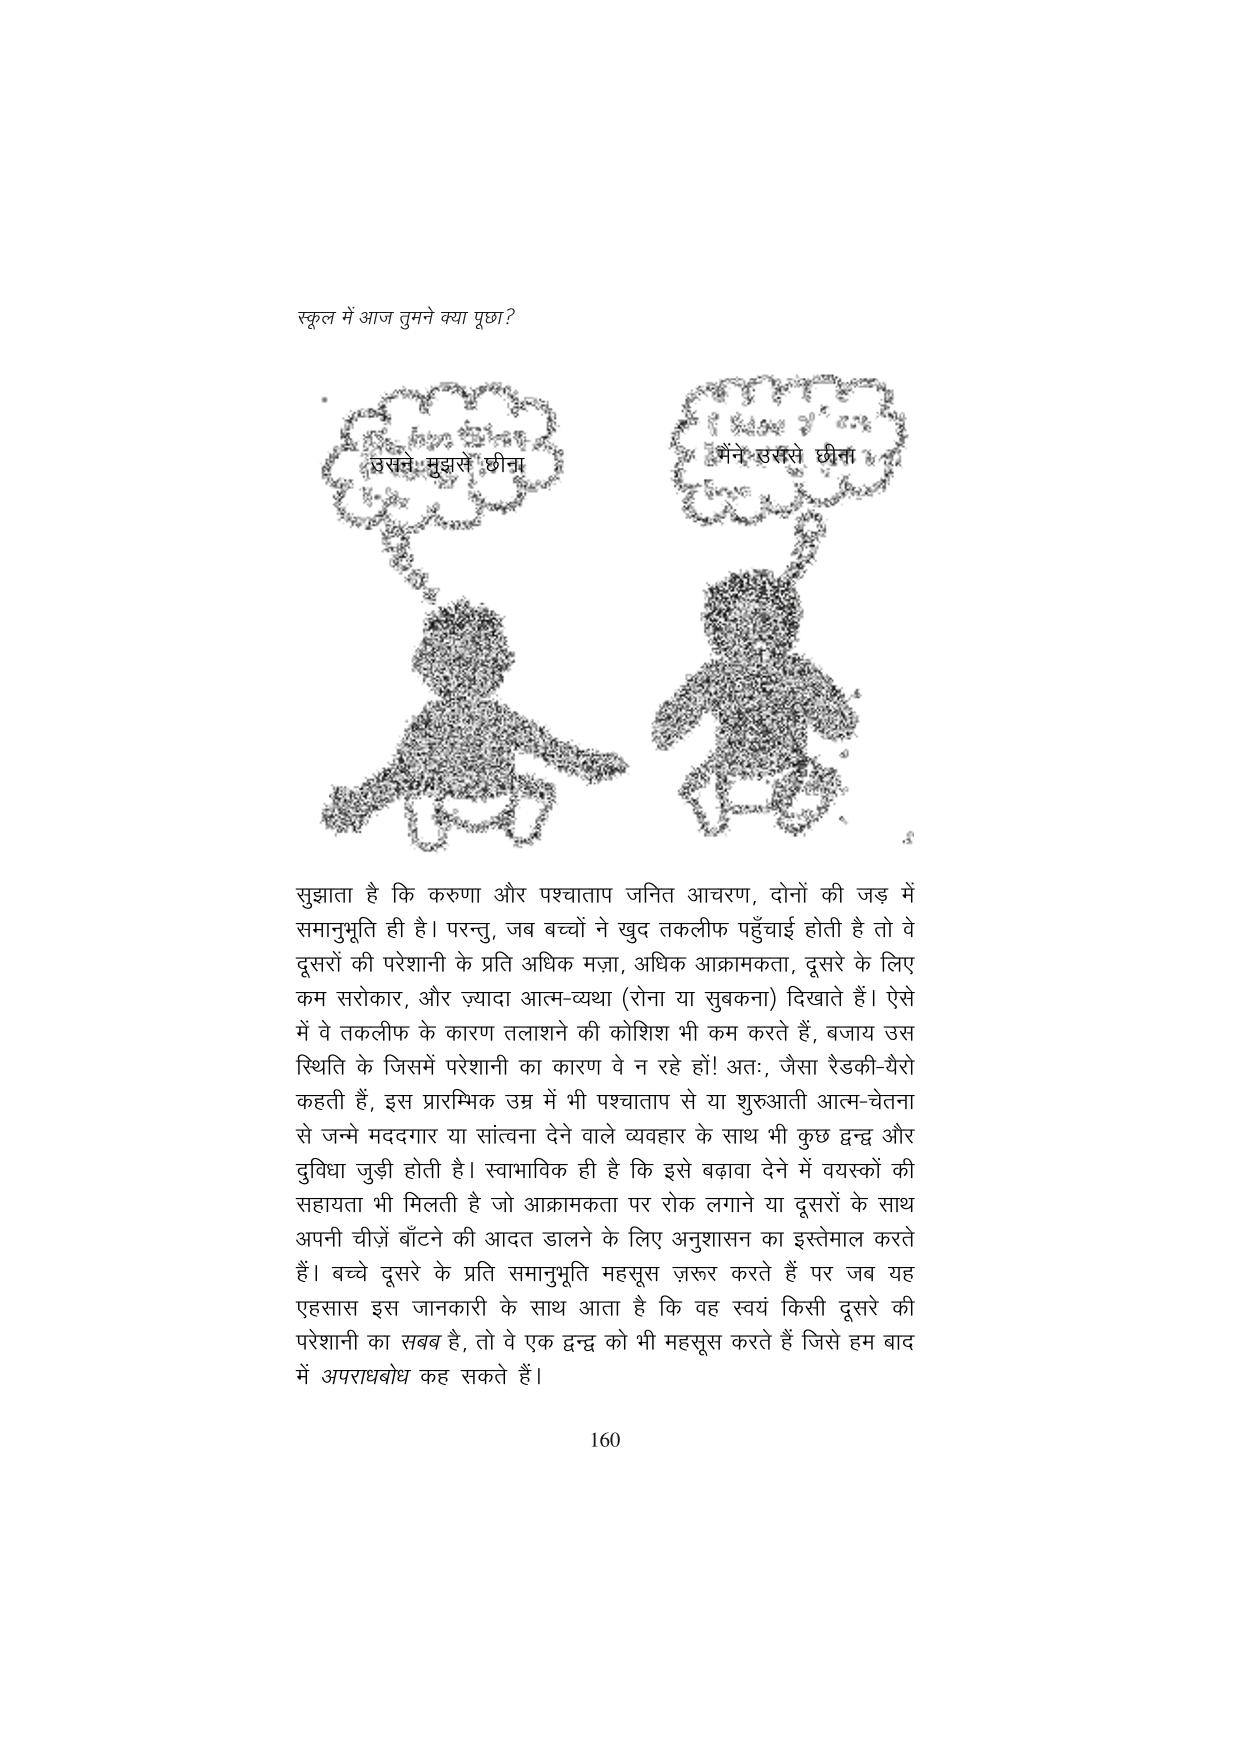 स्कूल में आज तुमने क्या पूछा?
उसने मुझसे छीना
मैंने उससे छीना
सुझाता है कि करुणा और पश्चाताप जनित आचरण, दोनों की जड़ में
समानुभूति ही है। परन्तु, जब बच्चों ने खुद तकलीफ पहुँचाई होती है तो वे
दूसरों की परेशानी के प्रति अधिक मज़ा, अधिक आक्रामकता, दूसरे के लिए
कम सरोकार, और ज़्यादा आत्म-व्यथा (रोना या सुबकना) दिखाते हैं। ऐसे
में वे तकलीफ के कारण तलाशने की कोशिश भी कम करते हैं, बजाय उस
स्थिति के जिसमें परेशानी का कारण वे न रहे हों! अतः, जैसा रैडकी-यैरो
कहती हैं, इस प्रारम्भिक उम्र में भी पश्चाताप से या शुरुआती आत्म-चेतना
से जन्मे मददगार या सांत्वना देने वाले व्यवहार के साथ भी कुछ द्वन्द्व और
दुविधा जुड़ी होती है। स्वाभाविक ही है कि इसे बढ़ावा देने में वयस्कों की
सहायता भी मिलती है जो आक्रामकता पर रोक लगाने या दूसरों के साथ
अपनी चीज़ें बाँटने की आदत डालने के लिए अनुशासन का इस्तेमाल करते
हैं। बच्चे दूसरे के प्रति समानुभूति महसूस ज़रूर करते हैं पर जब यह
एहसास इस जानकारी के साथ आता है कि वह स्वयं किसी दूसरे की
परेशानी का सबब है, तो वे एक द्वन्द्व को भी महसूस करते हैं जिसे हम बाद
में अपराधबोध कह सकते हैं।
160